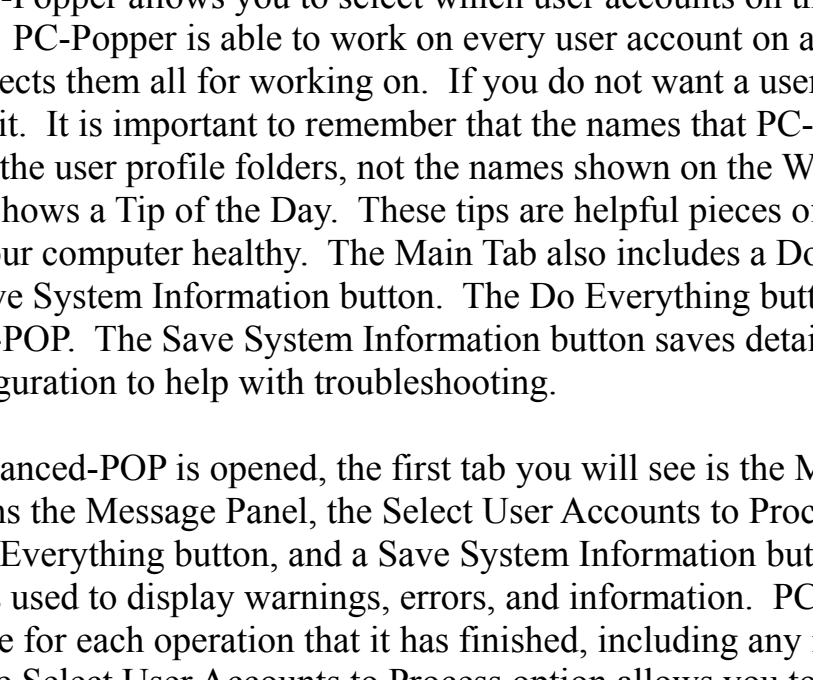 -Popper allows you to select which user accounts on th
PC-Popper is able to work on every user account on a
ects them all for working on. If you do not want a user
it. It is important to remember that the names that PC-
the user profile folders, not the names shown on the W
hows a Tip of the Day. These tips are helpful pieces o
ur computer healthy. The Main Tab also includes a Do
ve System Information button. The Do Everything butt
-POP. The Save System Information button saves detai
guration to help with troubleshooting.
anced-POP is opened, the first tab you will see is the M
ns the Message Panel, the Select User Accounts to Proc
Everything button, and a Save System Information but
s used to display warnings, errors, and information. PC
e for each operation that it has finished, including any
e Select User Accounts to Process option allows you to